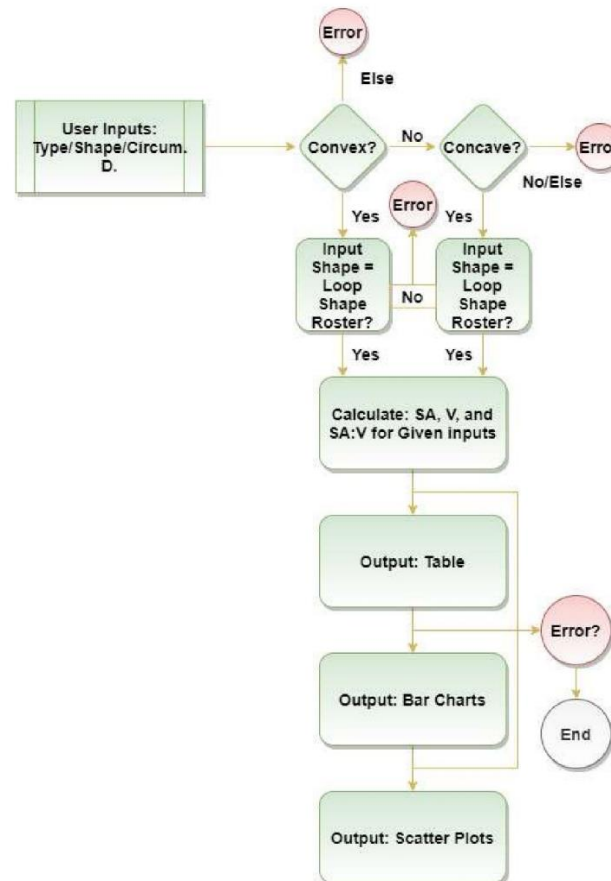 Error
Else
User Inputs:
Type/Shape/Circum.
D.
Convex?
No
Concave?
Erro
No/Else
Yes
Error
Yes
Input
Shape =
Loop
Shape
Roster?
No
Input
Shape =
Loop
Shape
Roster?
Yes
Yes
Calculate: SA, V, and
SA:V for Given inputs
Output: Table
Error?
Output: Bar Charts
End
Output: Scatter Plots